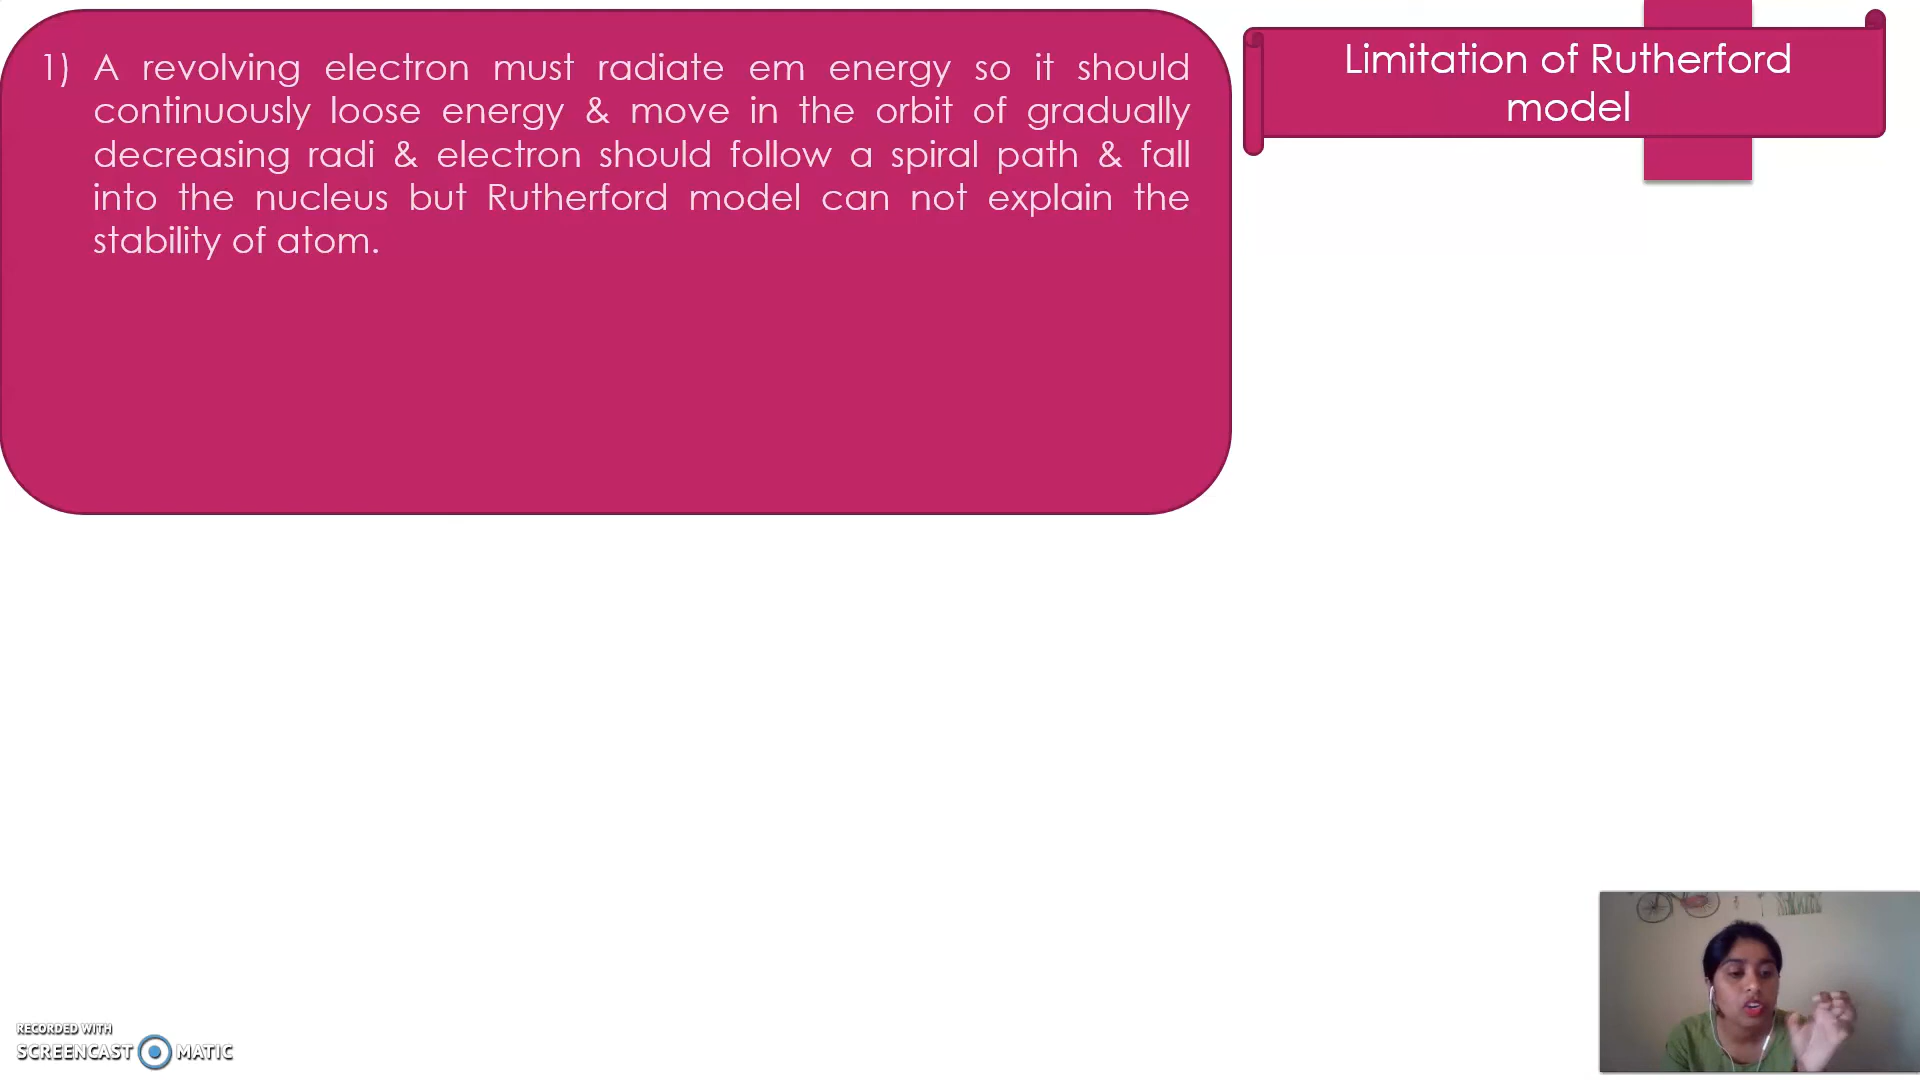 1) A revolving electron must radiate em energy so it should
continuously loose energy & move in the orbit of gradually
decreasing radi & electron should follow a spiral path & fall
into the nucleus but Rutherford model can not explain the
stability of atom.
Limitation of Rutherford
model
RECORDED WITH
SCREENCAST MATIC